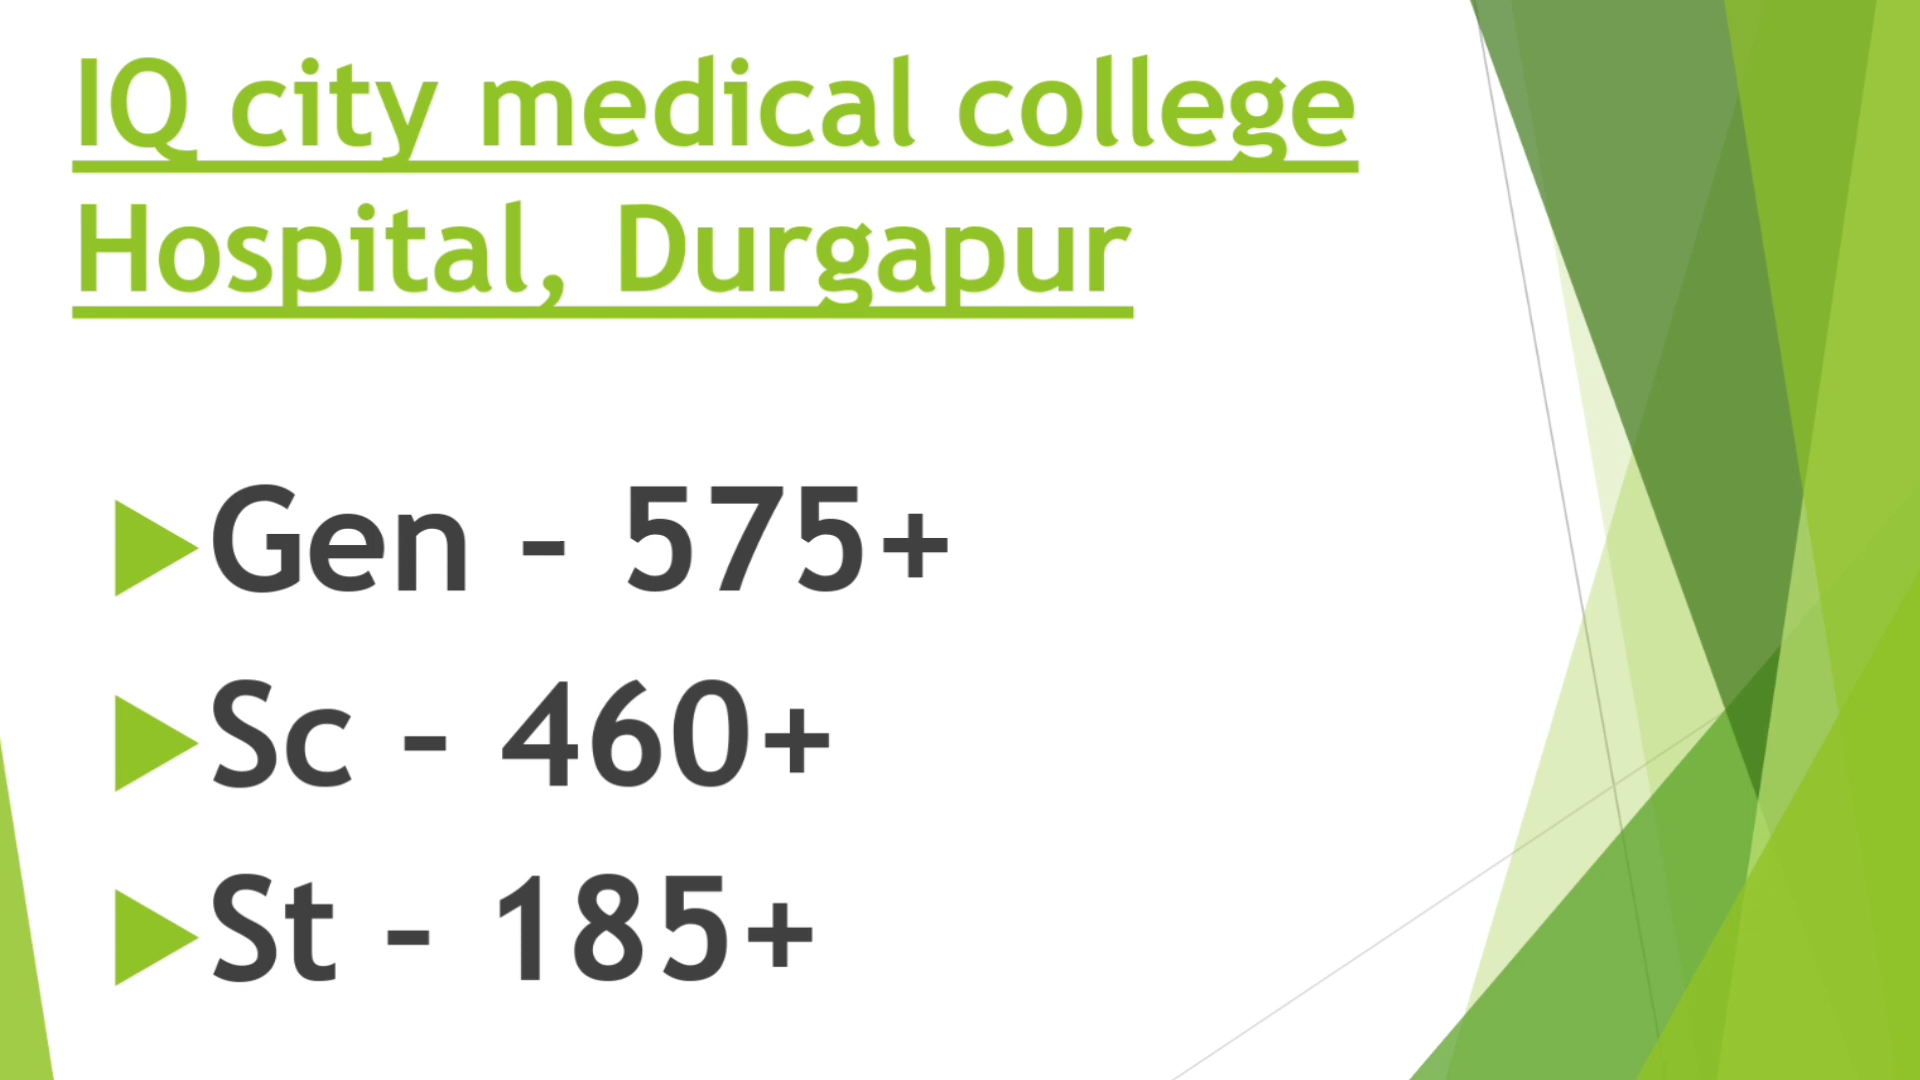 IQ city medical college
Hospital, Durgapur
Gen - 575+
Sc - 460+
St - 185+